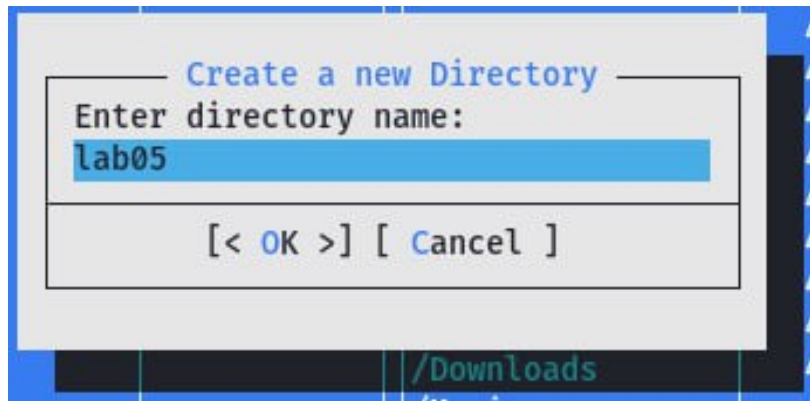 Create a new Directory
Enter directory name:
lab05
[< OK >] [ Cancel ]
/Downloads